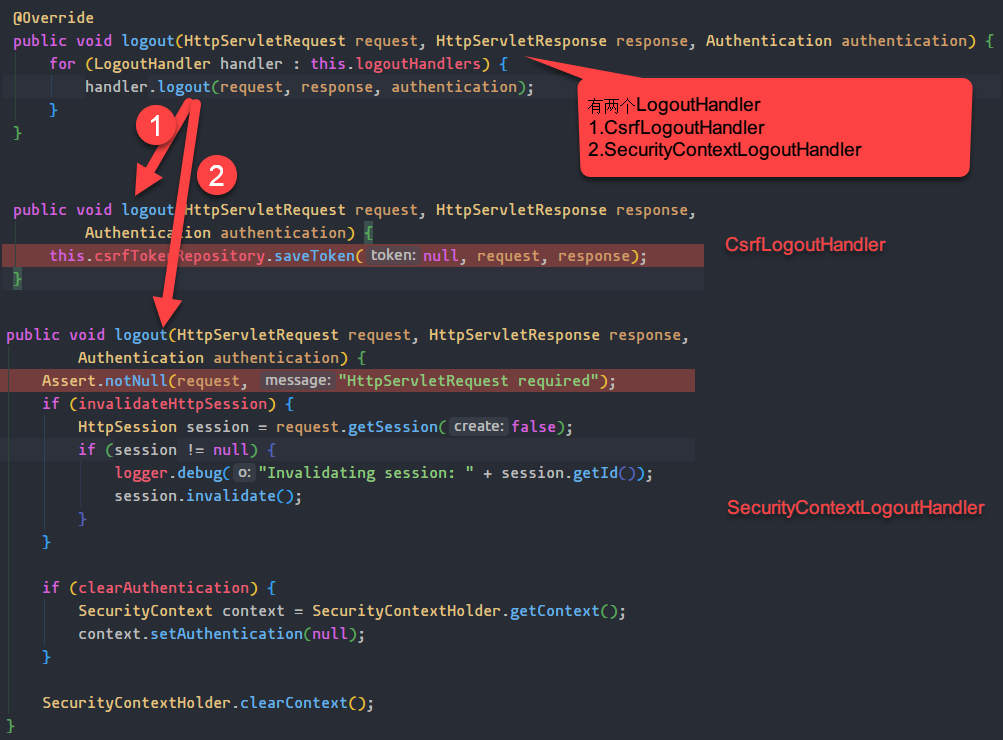 @Override
public void logout(HttpServletRequest request, HttpServletResponse response, Authentication authentication) {
for (LogoutHandler handler : this.logoutHandlers) {
handler.logout(request, response, authentication);
}
}
有两个LogoutHandler
1.CsrfLogoutHandler
2.SecurityContextLogoutHandler
1
2
public void logout(HttpServletRequest request, HttpServletResponse response,
Authentication authentication) {
this.csrfTokenRepository.saveToken( token: null, request, response);
}
CsrfLogoutHandler
public void logout(HttpServletRequest request, HttpServletResponse response,
Authentication authentication) {
Assert.notNull(request, message: "HttpServletRequest required");
if (invalidateHttpSession) {
HttpSession session = request.getSession( create: false);
if (session != null) {
logger.debug( o: "Invalidating session: " + session.getId());
session.invalidate();
}
}
SecurityContextLogoutHandler
if (clearAuthentication) {
SecurityContext context = SecurityContextHolder.getContext();
context.setAuthentication(null);
}
SecurityContextHolder.clearContext();
}